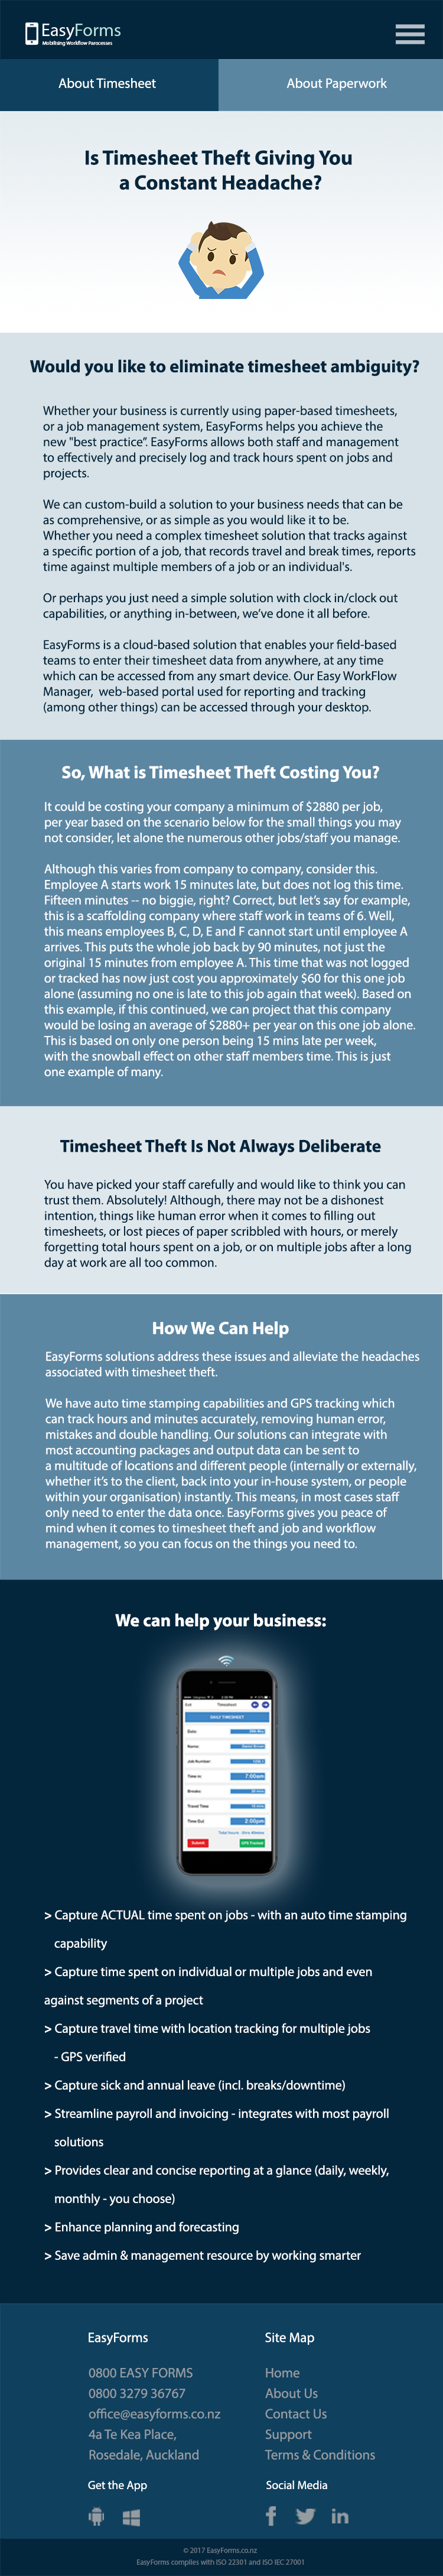 EasyForms
Mobilising Workflow Parocesses
About Timesheet
About Paperwork
Is Timesheet Theft Giving You
a Constant Headache?
Would you like to eliminate timesheet ambiguity?
Whether your business is currently using paper-based timesheets,
or a job management system, EasyForms helps you achieve the
new "best practice”. EasyForms allows both staff and management
to effectively and precisely log and track hours spent on jobs and
projects.
We can custom-build a solution to your business needs that can be
as comprehensive, or as simple as you would like it to be.
Whether you need a complex timesheet solution that tracks against
a specific portion of a job, that records travel and break times, reports
time against multiple members of a job or an individual's.
Or perhaps you just need a simple solution with clock in/clock out
capabilities, or anything in-between, we’ve done it all before.
EasyForms is a cloud-based solution that enables your field-based
teams to enter their timesheet data from anywhere, at any time
which can be accessed from any smart device. Our Easy WorkFlow
Manager, web-based portal used for reporting and tracking
(among other things) can be accessed through your desktop.
So, What is Timesheet Theft Costing You?
It could be costing your company a minimum of $2880 per job,
per year based on the scenario below for the small things you may
not consider, let alone the numerous other jobs/staff you manage.
Although this varies from company to company, consider this.
Employee A starts work 15 minutes late, but does not log this time.
Fifteen minutes -- no biggie, right? Correct, but let’s say for example,
this is a scaffolding company where staff work in teams of 6. Well,
this means employees B, C, D, E and F cannot start until employee A
arrives. This puts the whole job back by 90 minutes, not just the
original 15 minutes from employee A. This time that was not logged
or tracked has now just cost you approximately $60 for this one job
alone (assuming no one is late to this job again that week). Based on
this example, if this continued, we can project that this company
would be losing an average of $2880+ per year on this one job alone.
This is based on only one person being 15 mins late per week,
with the snowball effect on other staff members time. This is just
one example of many.
Timesheet Theft Is Not Always Deliberate
You have picked your staff carefully and would like to think you can
trust them. Absolutely! Although, there may not be a dishonest
intention, things like human error when it comes to filling out
timesheets, or lost pieces of paper scribbled with hours, or merely
forgetting total hours spent on a job, or on multiple jobs after a long
day at work are all too common.
How We Can Help
EasyForms solutions address these issues and alleviate the headaches
associated with timesheet theft.
We have auto time stamping capabilities and GPS tracking which
can track hours and minutes accurately, removing human error,
mistakes and double handling. Our solutions can integrate with
most accounting packages and output data can be sent to
a multitude of locations and different people (internally or externally,
whether it’s to the client, back into your in-house system, or people
within your organisation) instantly. This means, in most cases staff
only need to enter the data once. EasyForms gives you peace of
mind when it comes to timesheet theft and job and workflow
management, so you can focus on the things you need to.
We can help your business:
Exit Timesheet
DAILY TIMESHEET
Date:
Name:
Job Number:
Time In: 7:00am
Breaks:
Travel Time
Time Out 2:00pm
Submit GPS Tracked
> Capture ACTUAL time spent on jobs - with an auto time stamping
capability
> Capture time spent on individual or multiple jobs and even
against segments of a project
> Capture travel time with location tracking for multiple jobs
- GPS verified
> Capture sick and annual leave (incl. breaks/downtime)
> Streamline payroll and invoicing - integrates with most payroll
solutions
> Provides clear and concise reporting at a glance (daily, weekly,
monthly - you choose)
> Enhance planning and forecasting
> Save admin & management resource by working smarter
EasyForms
0800 EASY FORMS
0800 3279 36767
office@easyforms.co.nz
4a Te Kea Place,
Rosedale, Auckland
Get the App
Site Map
Home
About Us
Contact Us
Support
Terms & Conditions
Social Media
© 2017 EasyForms.co.nz
EasyForms complies with ISO 22301 and ISO IEC 27001